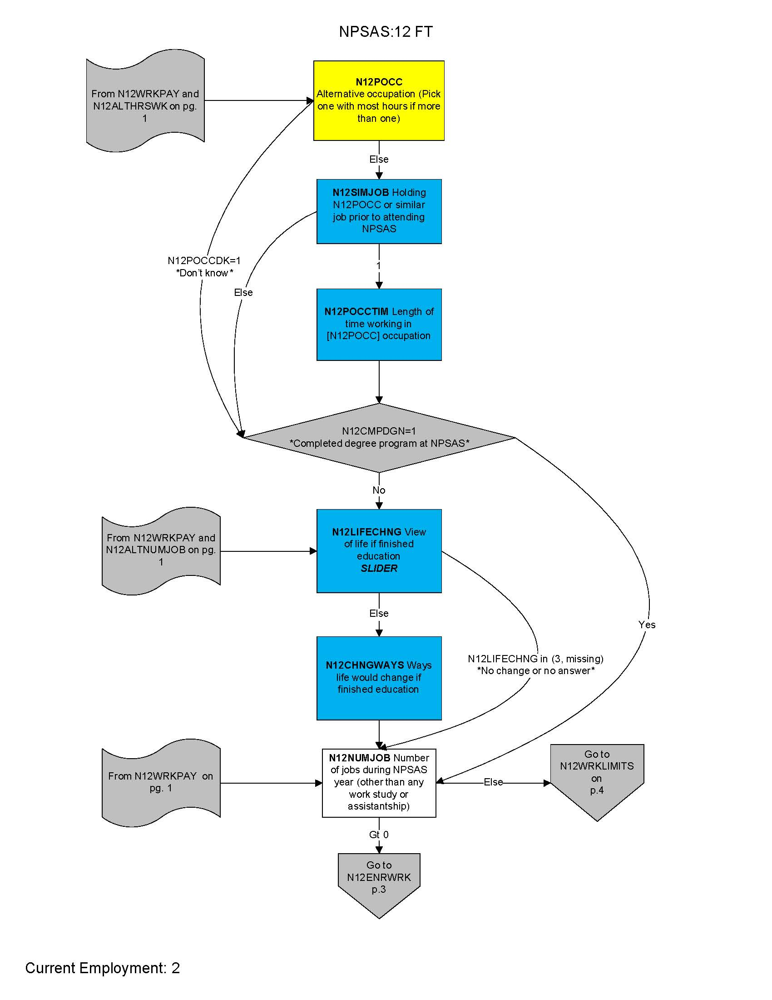 NPSAS:12 FT
From N12WRKPAY and
N12ALTHRSWK on pg.
1
N12POCC
Alternative occupation (Pick
one with most hours if more
than one)
Else
N12SIMJOB Holding
N12POCC or similar
job prior to attending
NPSAS
N12POCCDK=1
*Don't know*
Else
1
N12POCCTIM Length of
time working in
[N12POCC] occupation
N12CMPDGN=1
*Completed degree program at NPSAS*
No
From N12WRKPAY and
N12ALTNUMJOB on pg.
1
N12LIFECHNG View
of life if finished
education
SLIDER
Else
Yes
N12LIFECHNG in (3, missing)
*No change or no answer*
N12CHNGWAYS Ways
life would change if
finished education
From N12WRKPAY on
pg. 1
N12NUMJOB Number
of jobs during NPSAS
year (other than any
work study or
assistantship)
Else
Go to
N12WRKLIMITS
on
p.4
Gt 0
Go to
N12ENRWRK
p.3
Current Employment: 2